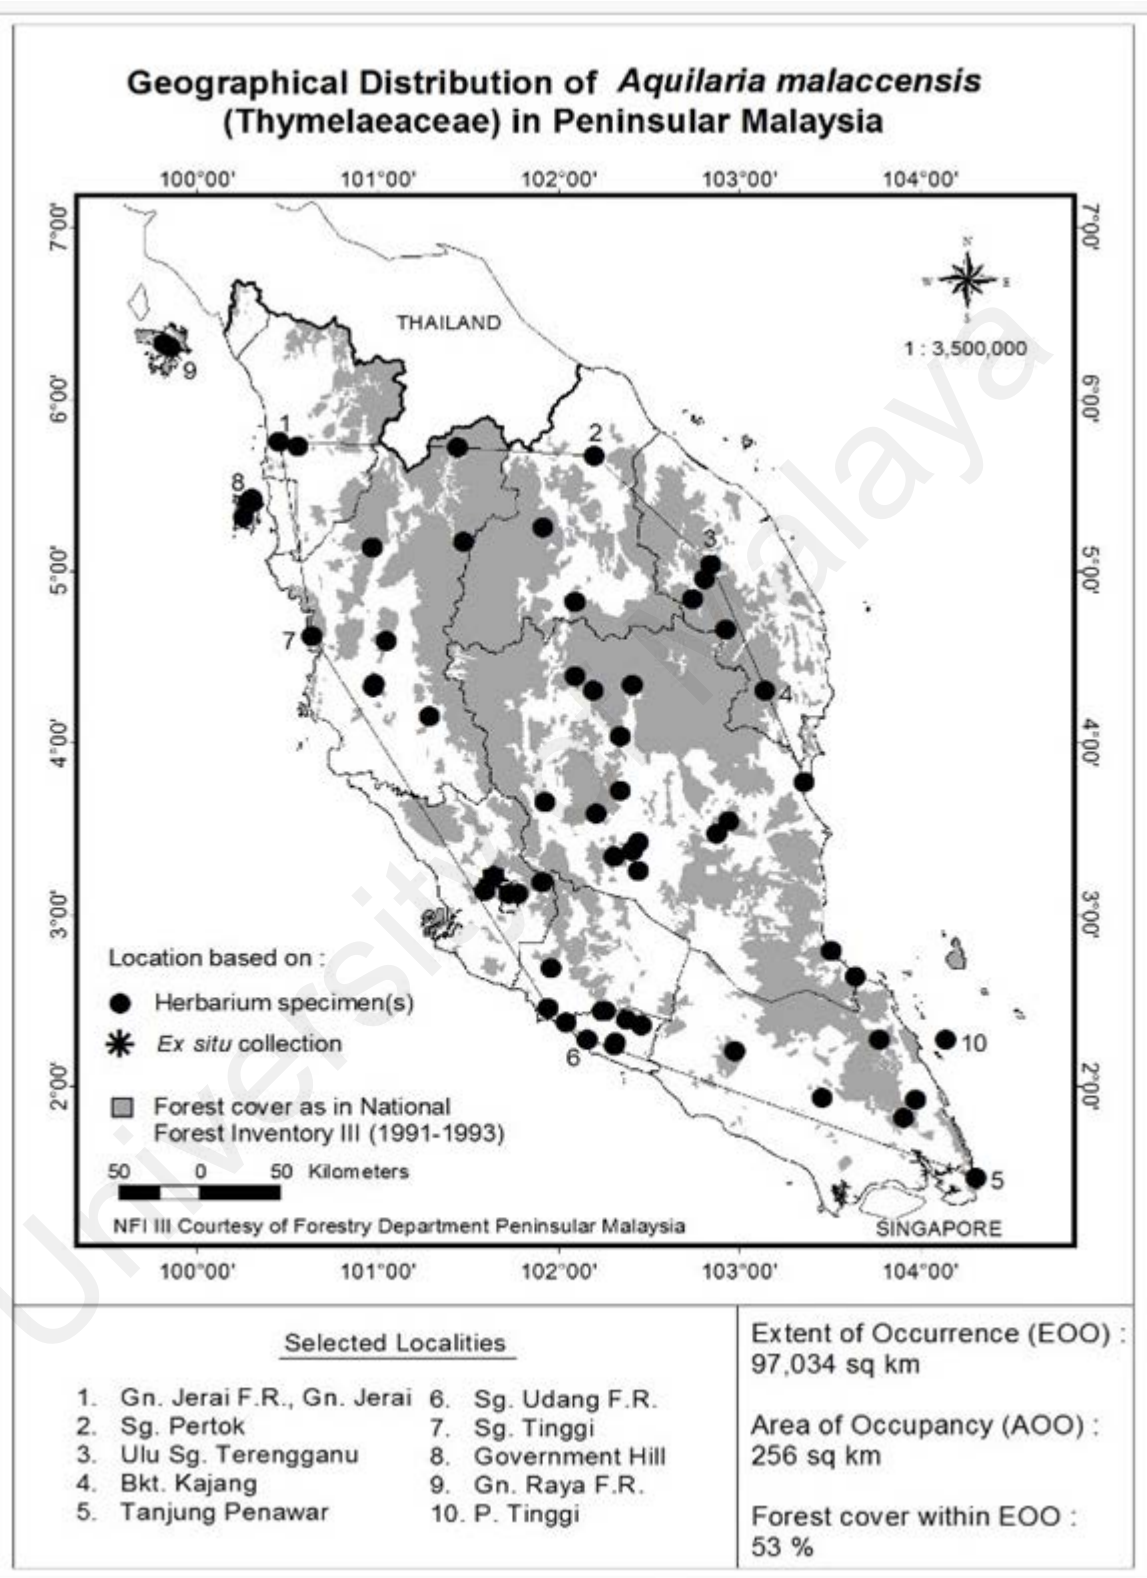 Geographical Distribution of Aquilaria malaccensis
(Thymelaeaceae) in Peninsular Malaysia
100°00' 101°00' 102°00' 103°00' 104°00'
7°00' 7°00'
N
W E
S
THAILAND
1 : 3,500,000
9
6°00' 6°00'
1
2
8
3
5°00' 5°00'
7
4
4°00' 4°00'
3°00' 3°00'
Location based on :
Herbarium specimen(s)
Ex situ collection
10
6
2°00' 2°00'
Forest cover as in National
Forest Inventory III (1991-1993)
50 0 50 Kilometers
5
NFI III Courtesy of Forestry Department Peninsular Malaysia
SINGAPORE
100°00' 101°00' 102°00' 103°00' 104°00'
University of Malaya
Selected Localities
1. Gn. Jerai F.R., Gn. Jerai
2. Sg. Pertok
3. Ulu Sg. Terengganu
4. Bkt. Kajang
5. Tanjung Penawar
6. Sg. Udang F.R.
7. Sg. Tinggi
8. Government Hill
9. Gn. Raya F.R.
10. P. Tinggi
Extent of Occurrence (EOO) :
97,034 sq km
Area of Occupancy (AOO) :
256 sq km
Forest cover within EOO :
53 %